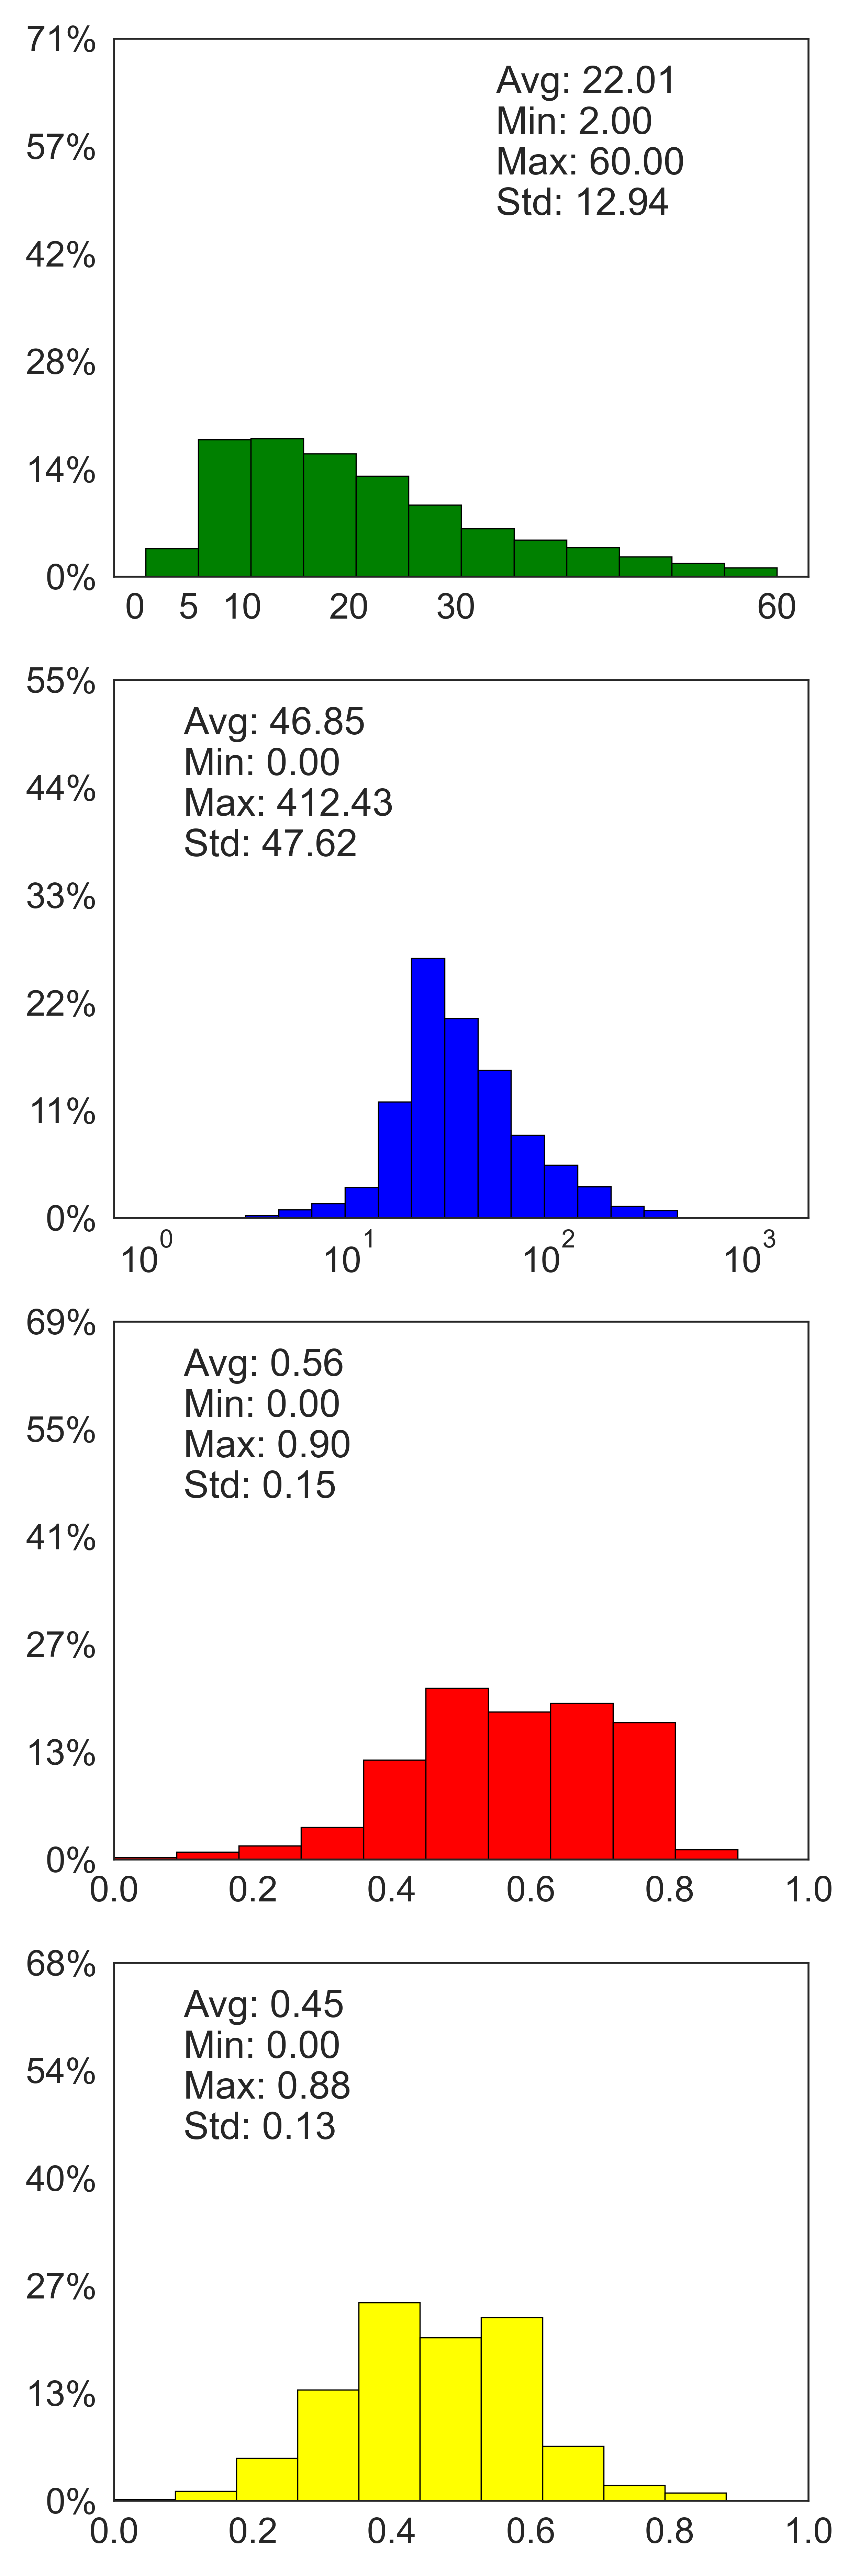 71%
Avg: 22.01
Min: 2.00
57%
Max: 60.00
Std: 12.94
42%
28%
14%
0%
0 5 10 20 30 60
55%
Avg: 46.85
Min: 0.00
44%
Max: 412.43
Std: 47.62
33%
22%
11%
0%
10^0 10^1 10^2 10^3
69%
Avg: 0.56
Min: 0.00
55%
Max: 0.90
Std: 0.15
41%
27%
13%
0%
0.0 0.2 0.4 0.6 0.8 1.0
68%
Avg: 0.45
Min: 0.00
54%
Max: 0.88
Std: 0.13
40%
27%
13%
0%
0.0 0.2 0.4 0.6 0.8 1.0